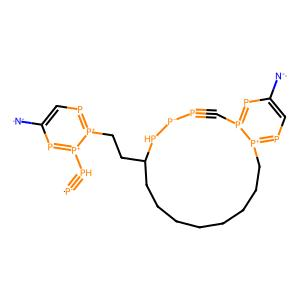 N-·
P
P P
·N- P P+
P+ HP P+ P
P P+
PH
·P